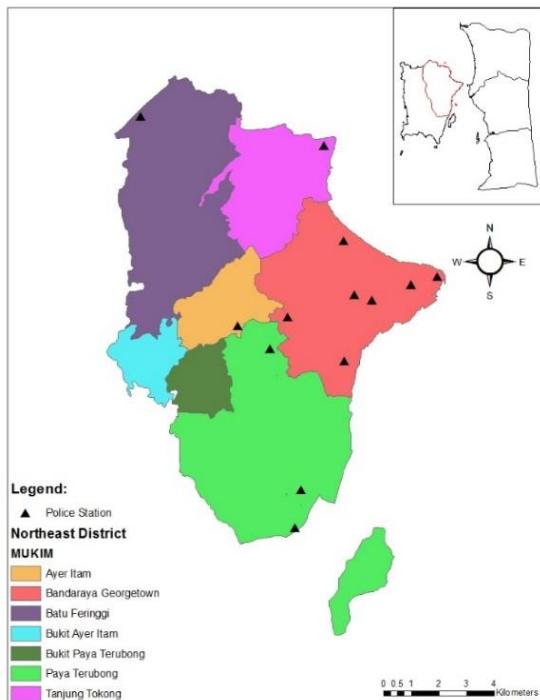 N
W E
S
Legend:
Police Station
Northeast District
MUKIM
Ayer Itam
Bandaraya Georgetown
Batu Feringgi
Bukit Ayer Itam
Bukit Paya Terubong
Paya Terubong
Tanjung Tokong
0 0.5 1 2 3 4
Kilometers